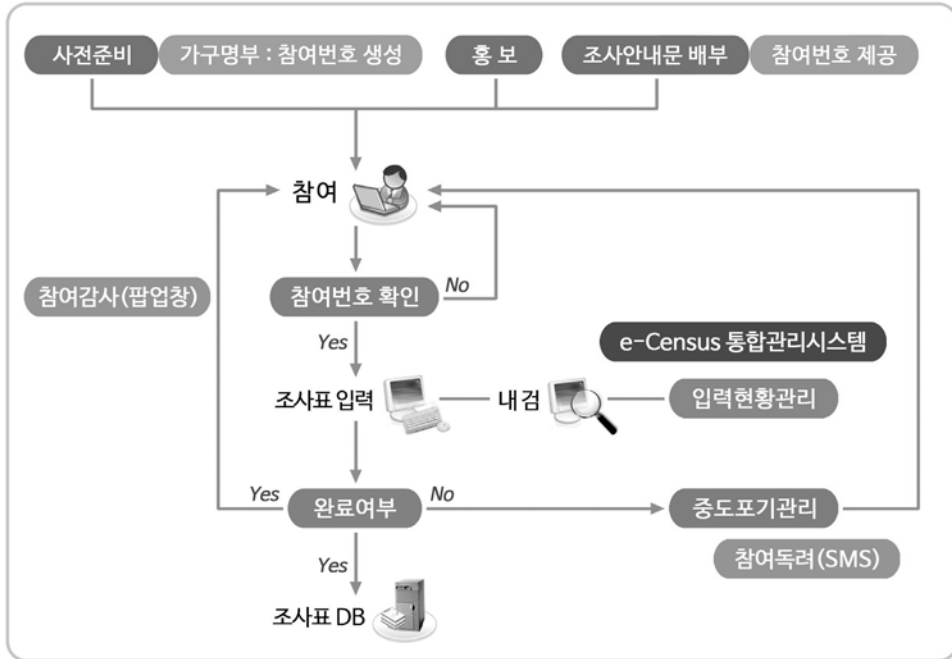 사전준비
가구명부 : 참여번호 생성
홍 보
조사안내문 배부
참여번호 제공
참여
참여감사(팝업창)
참여번호 확인
No
Yes
e-Census 통합관리시스템
조사표 입력
내 검
입력현황관리
Yes
완료여부
No
중도포기관리
Yes
참여독려(SMS)
조사표 DB